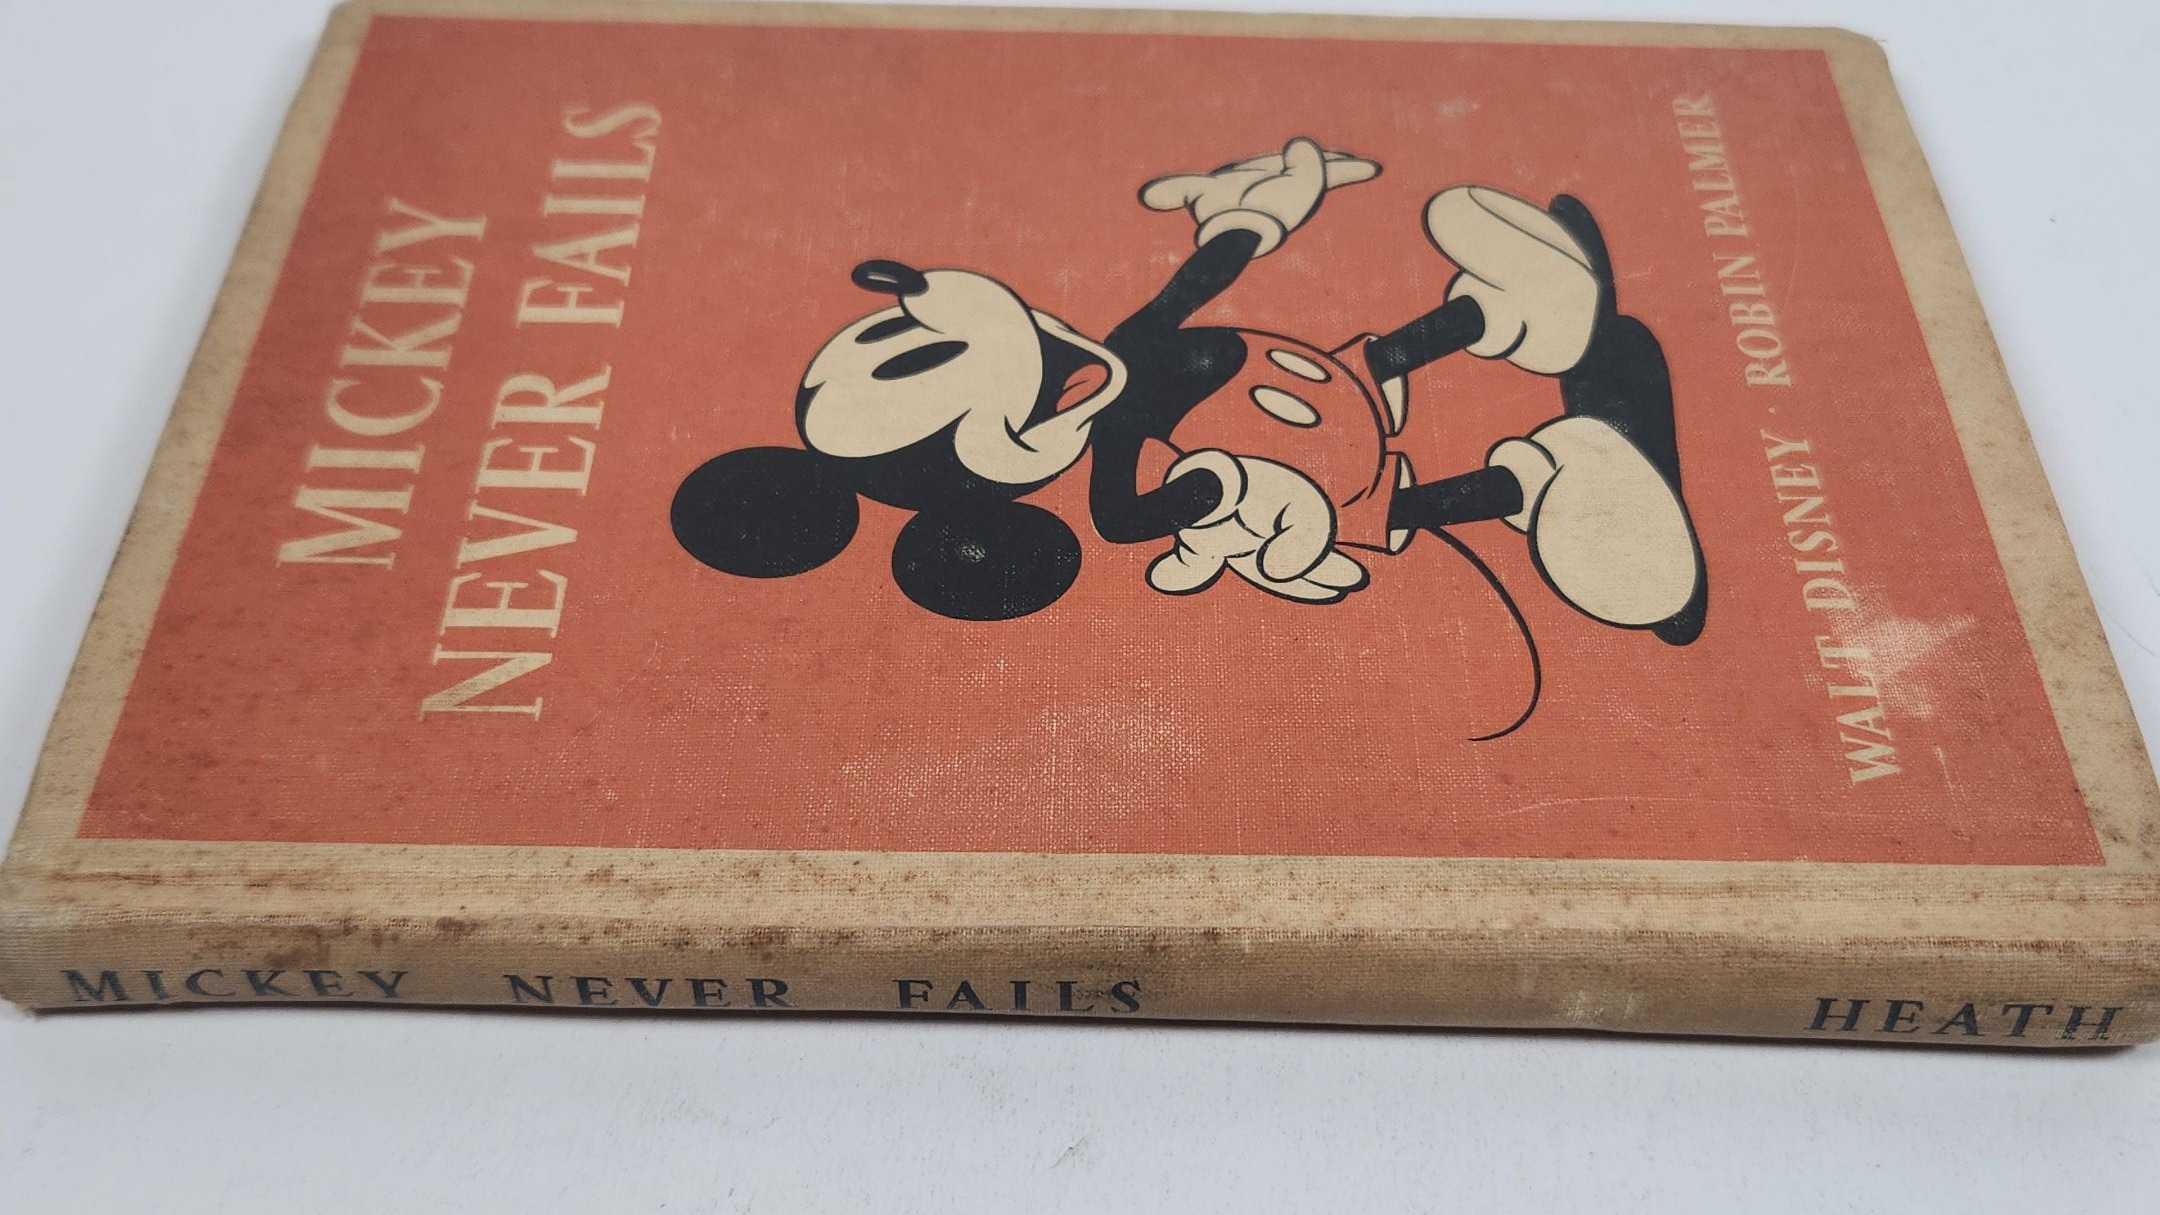 MICKEY
NEVER FAILS
WALT DISNEY · ROBIN PALMER
MICKEY NEVER FAILS HEATH